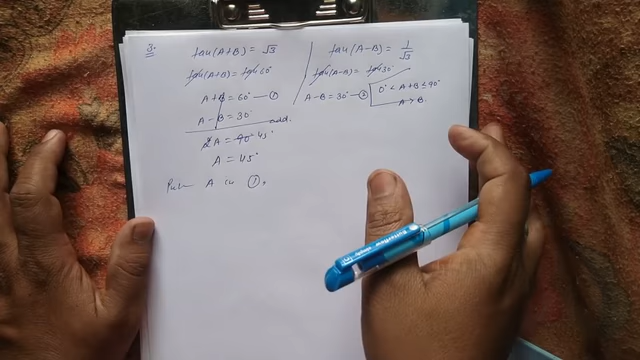 3.
tan(A+B) = √3
tan(A+B) = tan 60°
A+B = 60° — ①
A − B = 30°
add.
2A = 90° 45°
A = 45°
Put A in ①,
tan(A−B) = 1/√3
tan(A−B) = tan 30°
A−B = 30° — ②
0° < A+B ≤ 90°
A > B.
Butterflow